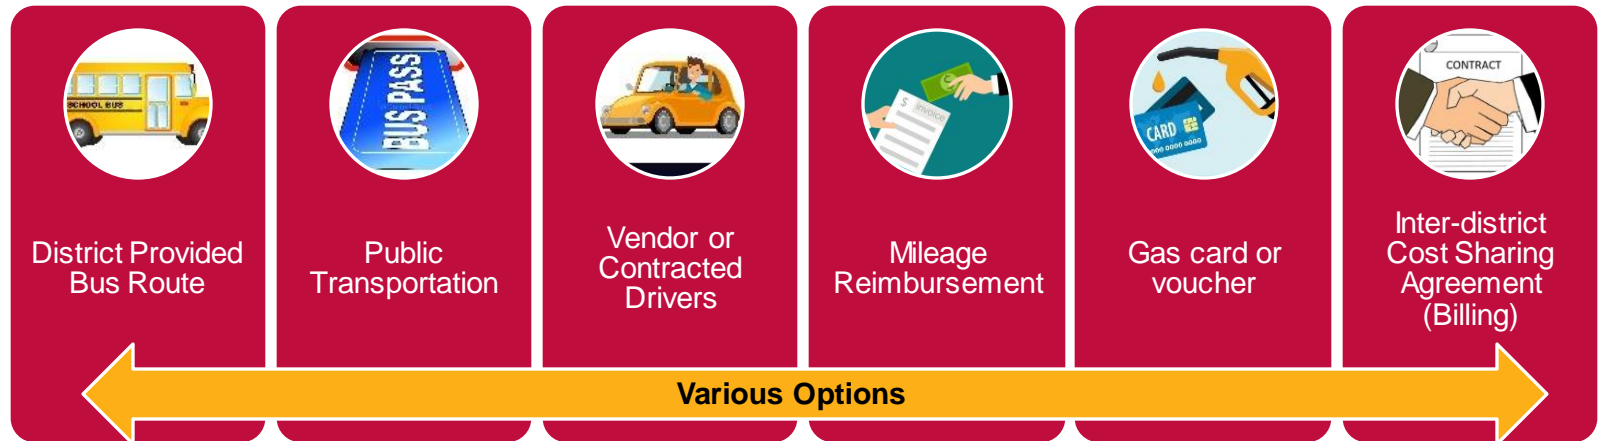 SCHOOL BUS
BUS PASS
$ invoice
CARD
000 0000 0000
CONTRACT
District Provided
Bus Route
Public
Transportation
Vendor or
Contracted
Drivers
Mileage
Reimbursement
Gas card or
voucher
Inter-district
Cost Sharing
Agreement
(Billing)
Various Options